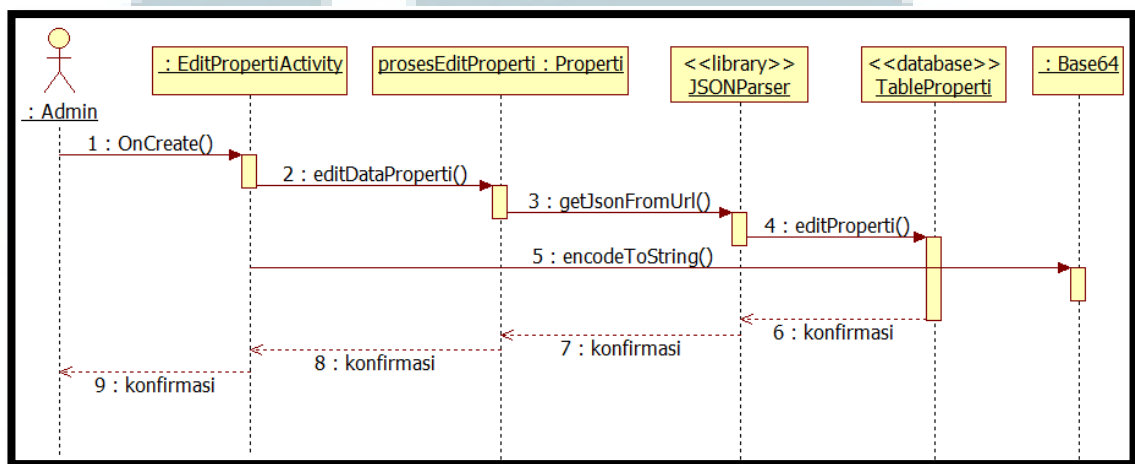 : Admin
: EditPropertiActivity
prosesEditProperti : Properti
<<library>>
JSONParser
<<database>>
TableProperti
: Base64
1 : OnCreate()
2 : editDataProperti()
3 : getJsonFromUrl()
4 : editProperti()
5 : encodeToString()
6 : konfirmasi
7 : konfirmasi
8 : konfirmasi
9 : konfirmasi